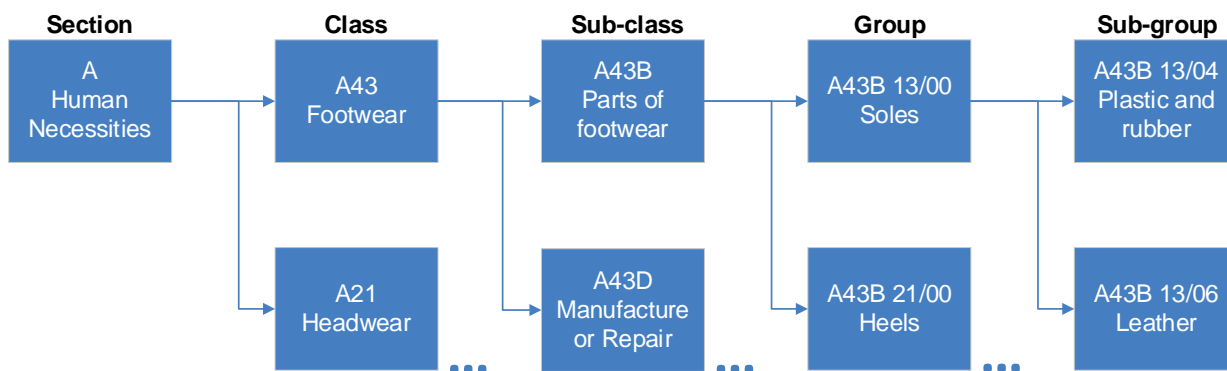 Section
Class
Sub-class
Group
Sub-group
A
Human
Necessities
A43
Footwear
A43B
Parts of
footwear
A43B 13/00
Soles
A43B 13/04
Plastic and
rubber
A21
Headwear
A43D
Manufacture
or Repair
A43B 21/00
Heels
A43B 13/06
Leather
...
...
...